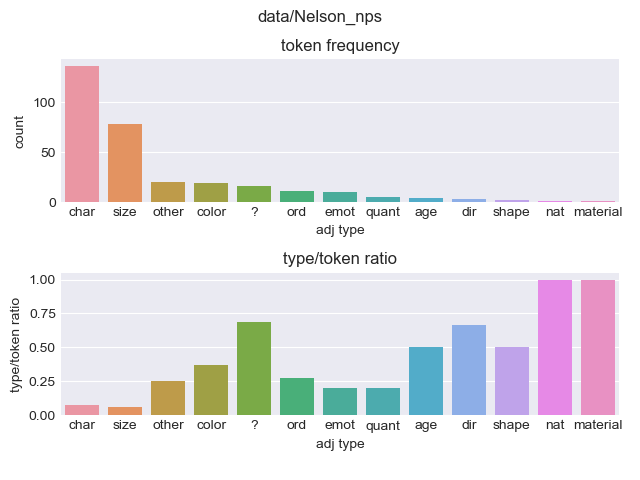 data/Nelson_nps
token frequency
count
100
50
0
char size other color ? ord emot quant age dir shape nat material
adj type
type/token ratio
type/token ratio
1.00
0.75
0.50
0.25
0.00
char size other color ? ord emot quant age dir shape nat material
adj type